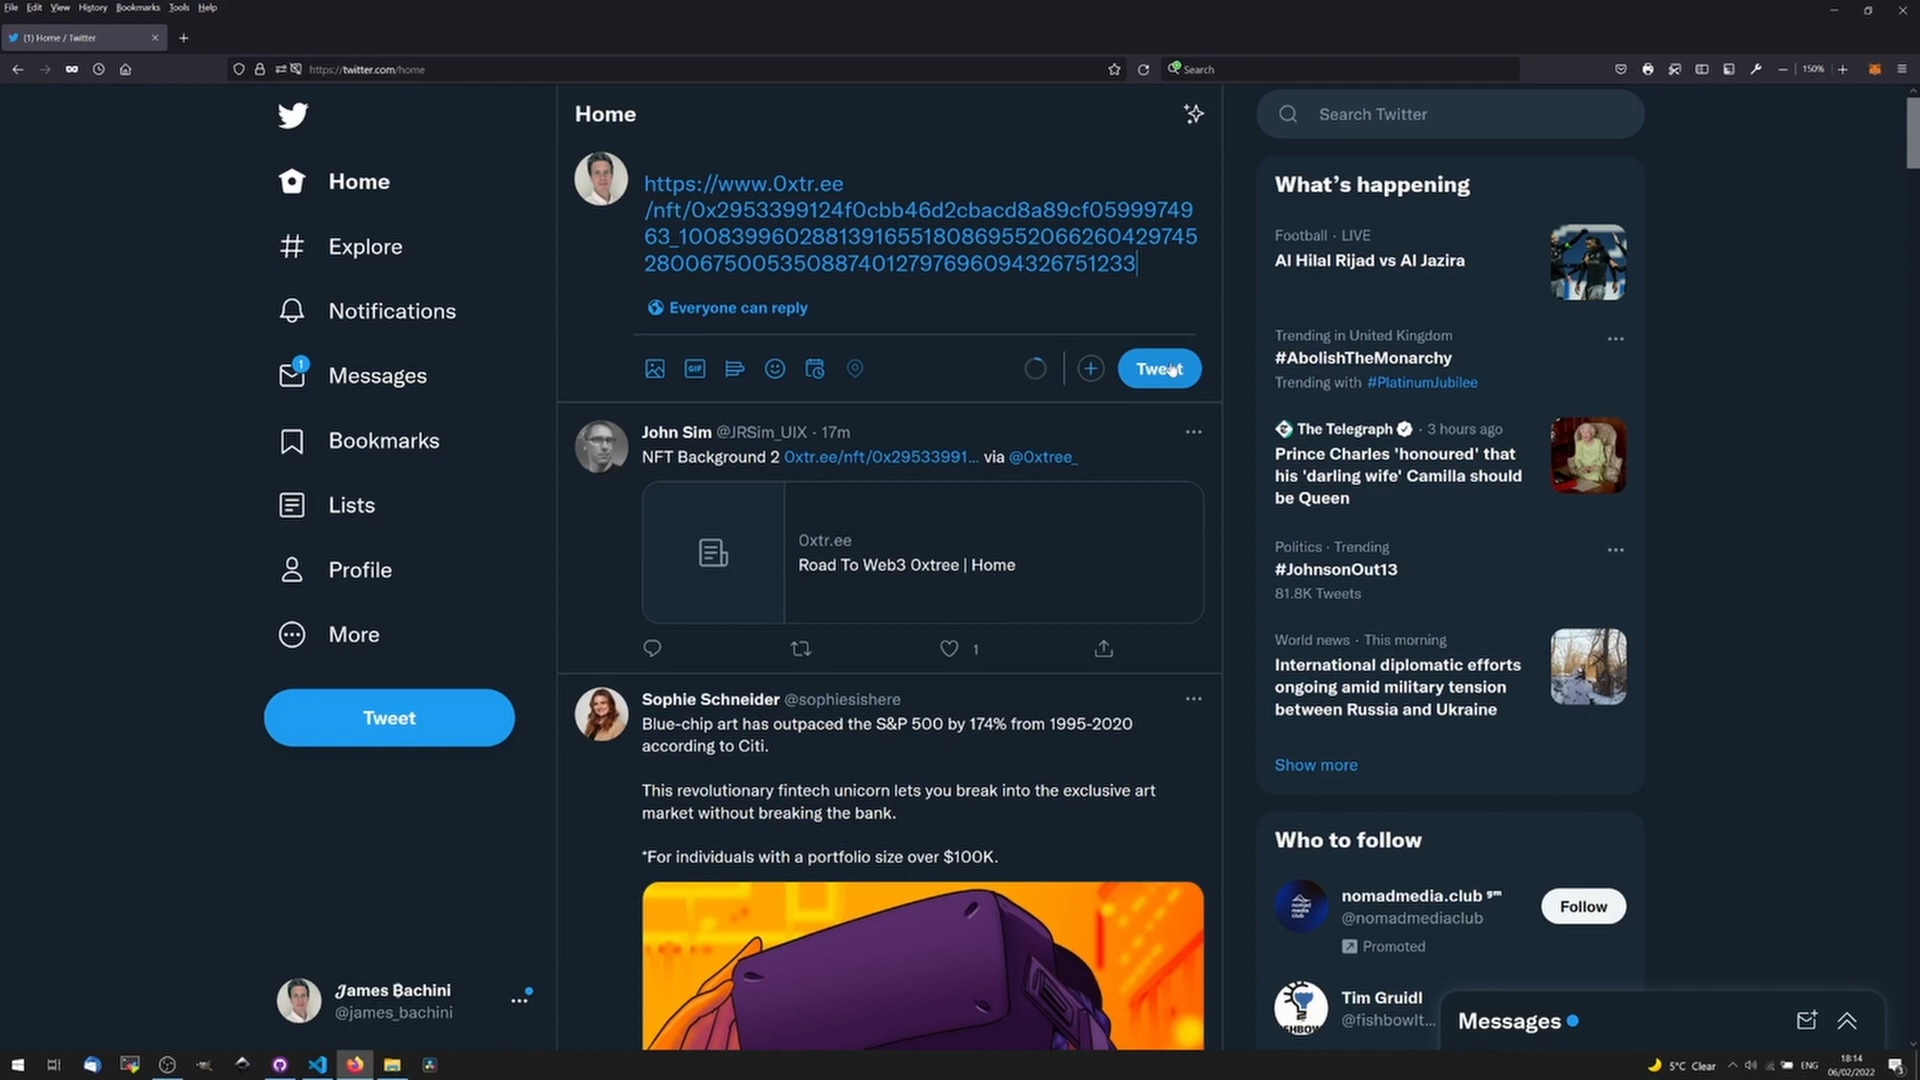 File Edit View History Bookmarks Tools Help
(1) Home / Twitter
https://twitter.com/home
Search
150%
Home
Explore
Notifications
1
Messages
Bookmarks
Lists
Profile
More
Tweet
James Bachini
@james_bachini
Home
https://www.0xtr.ee
/nft/0x2953399124f0cbb46d2cbacd8a89cf05999749
63_1008399602881391655180869552066260429745
28006750053508874012797696094326751233
Everyone can reply
GIF
Tweet
John Sim @JRSim_UIX · 17m
NFT Background 2 0xtr.ee/nft/0x29533991... via @0xtree_
0xtr.ee
Road To Web3 0xtree | Home
1
Sophie Schneider @sophiesishere
Blue-chip art has outpaced the S&P 500 by 174% from 1995-2020
according to Citi.
This revolutionary fintech unicorn lets you break into the exclusive art
market without breaking the bank.
*For individuals with a portfolio size over $100K.
Search Twitter
What's happening
Football · LIVE
Al Hilal Rijad vs Al Jazira
Trending in United Kingdom
#AbolishTheMonarchy
Trending with #PlatinumJubilee
The Telegraph · 3 hours ago
Prince Charles 'honoured' that
his 'darling wife' Camilla should
be Queen
Politics · Trending
#JohnsonOut13
81.8K Tweets
World news · This morning
International diplomatic efforts
ongoing amid military tension
between Russia and Ukraine
Show more
Who to follow
nomadmedia.club gm
@nomadmediaclub
Promoted
Follow
Tim Gruidl
@fishbowlt...
Messages
5°C Clear
ENG
18:14
06/02/2022